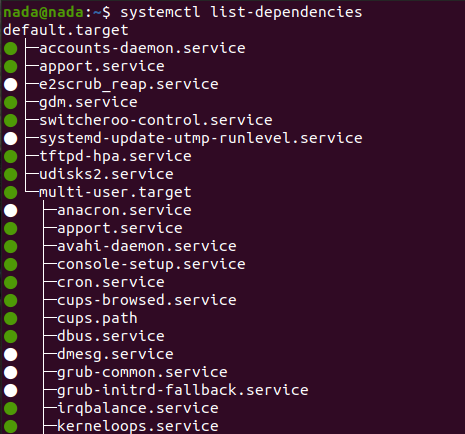 nada@nada:~$ systemctl list-dependencies
default.target
● ├─accounts-daemon.service
● ├─apport.service
● ├─e2scrub_reap.service
● ├─gdm.service
● ├─switcheroo-control.service
● ├─systemd-update-utmp-runlevel.service
● ├─tftpd-hpa.service
● ├─udisks2.service
● └─multi-user.target
●   ├─anacron.service
●   ├─apport.service
●   ├─avahi-daemon.service
●   ├─console-setup.service
●   ├─cron.service
●   ├─cups-browsed.service
●   ├─cups.path
●   ├─dbus.service
●   ├─dmesg.service
●   ├─grub-common.service
●   ├─grub-initrd-fallback.service
●   ├─irqbalance.service
●   ├─kerneloops.service